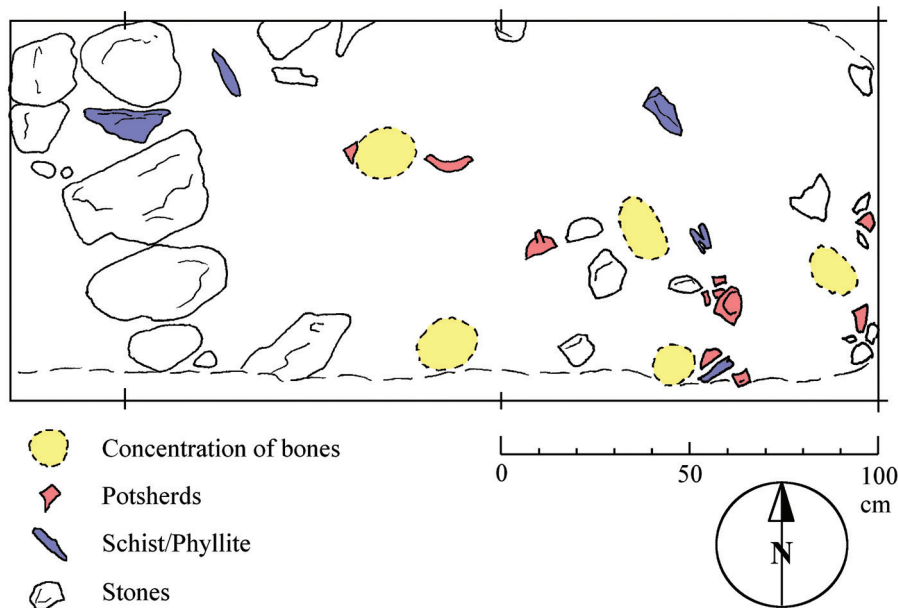 Concentration of bones
Potsherds
Schist/Phyllite
Stones
0 50 100
cm
N